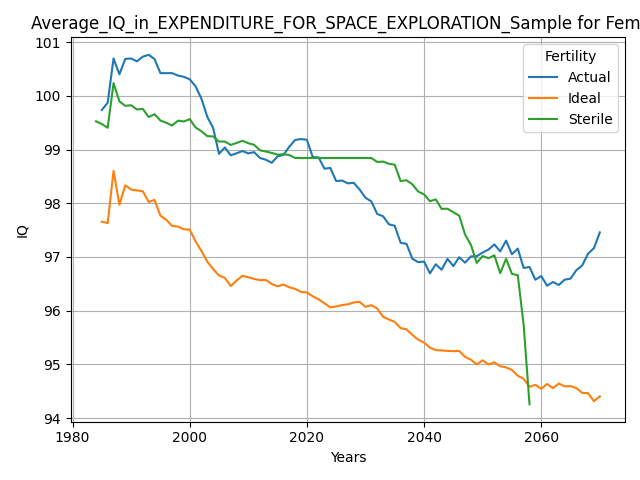 Average_IQ_in_EXPENDITURE_FOR_SPACE_EXPLORATION_Sample for Fem
101
100
99
98
97
96
95
94
IQ
Fertility
Actual
Ideal
Sterile
1980
2000
2020
2040
2060
Years